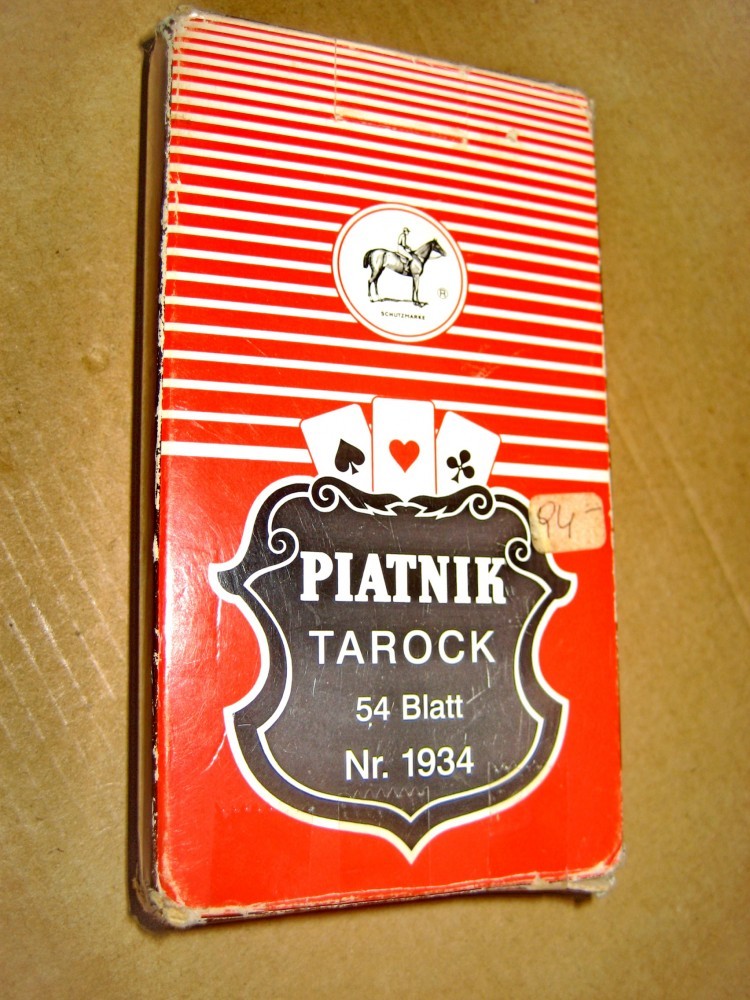 ®
SCHUTZMARKE
94-
PIATNIK
TAROCK
54 Blatt
Nr. 1934